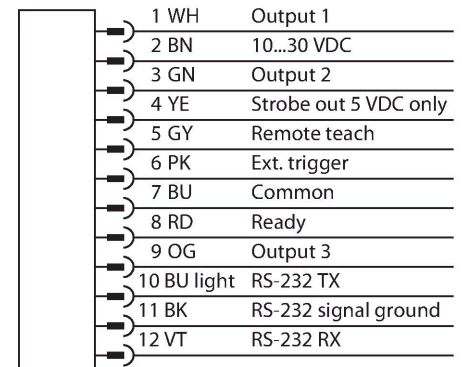 1 WH Output 1
2 BN 10...30 VDC
3 GN Output 2
4 YE Strobe out 5 VDC only
5 GY Remote teach
6 PK Ext. trigger
7 BU Common
8 RD Ready
9 OG Output 3
10 BU light RS-232 TX
11 BK RS-232 signal ground
12 VT RS-232 RX